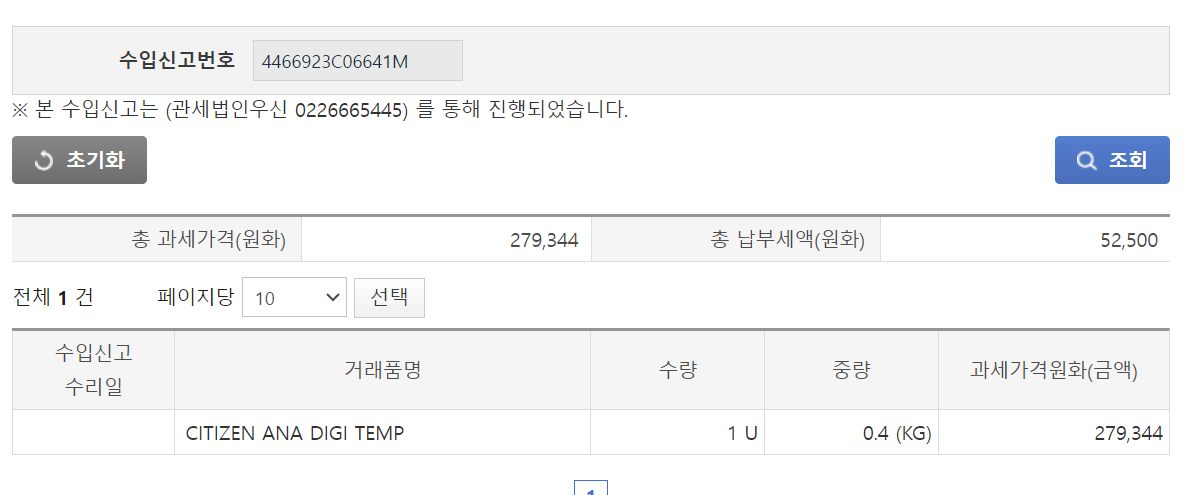 수입신고번호 4466923C06641M
※ 본 수입신고는 (관세법인우신 0226665445) 를 통해 진행되었습니다.
초기화 조회
총 과세가격(원화) 279,344 총 납부세액(원화) 52,500
전체 1 건 페이지당 10 선택
수입신고
수리일 거래품명 수량 중량 과세가격원화(금액)
CITIZEN ANA DIGI TEMP 1 U 0.4 (KG) 279,344
1